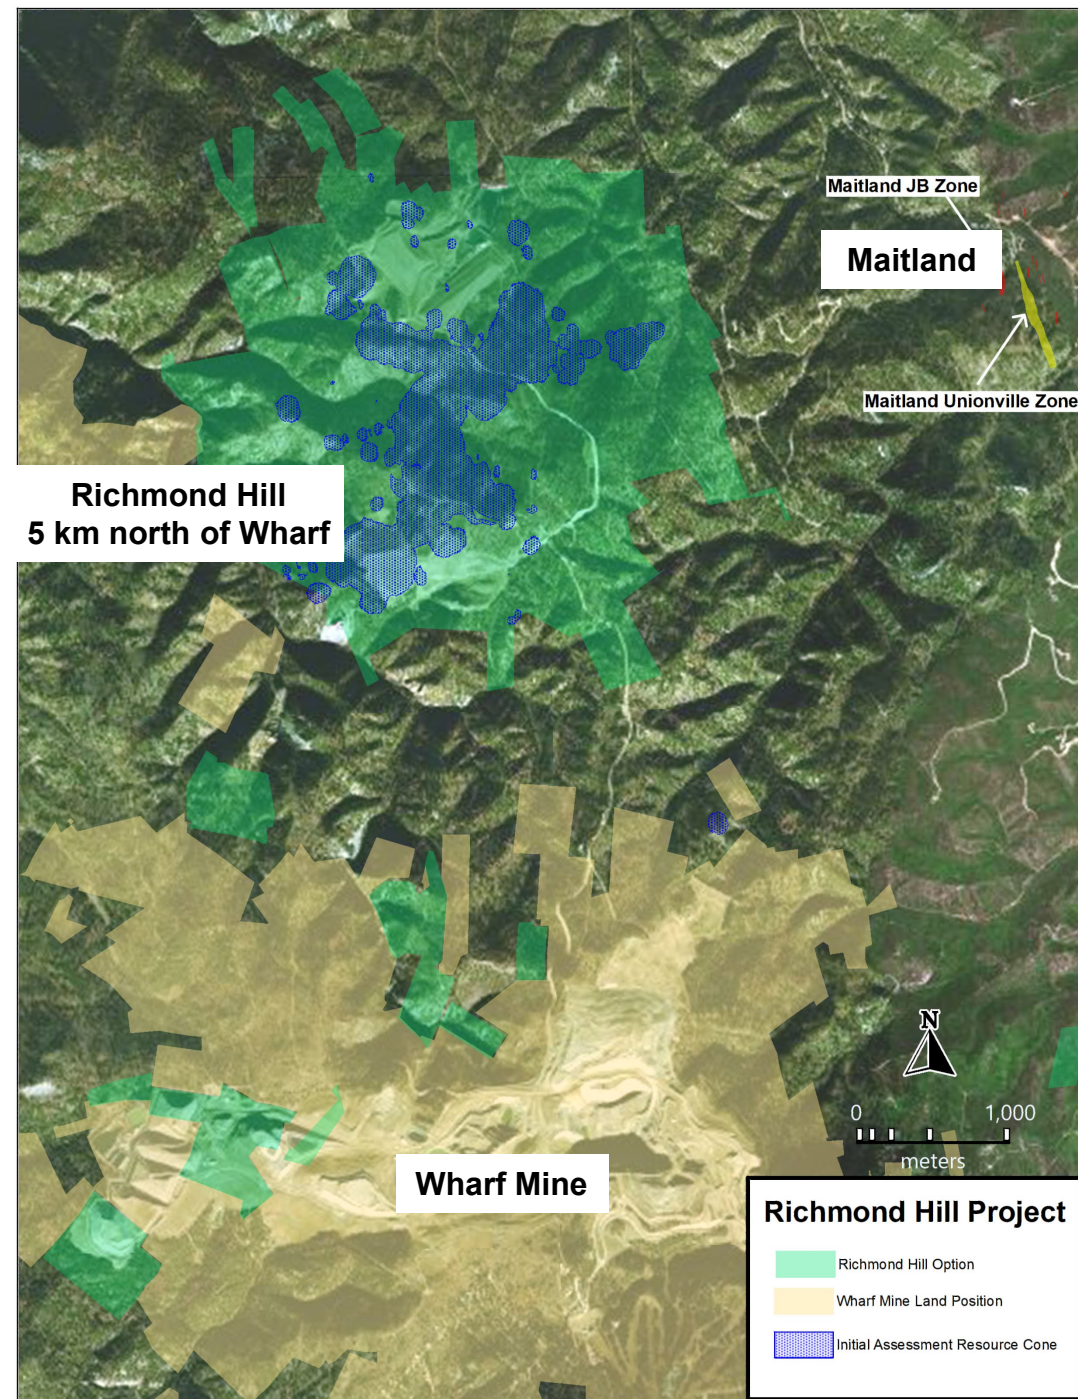 Maitland JB Zone
Maitland
Maitland Unionville Zone
Richmond Hill
5 km north of Wharf
N
0 1,000
meters
Wharf Mine
Richmond Hill Project
Richmond Hill Option
Wharf Mine Land Position
Initial Assessment Resource Cone